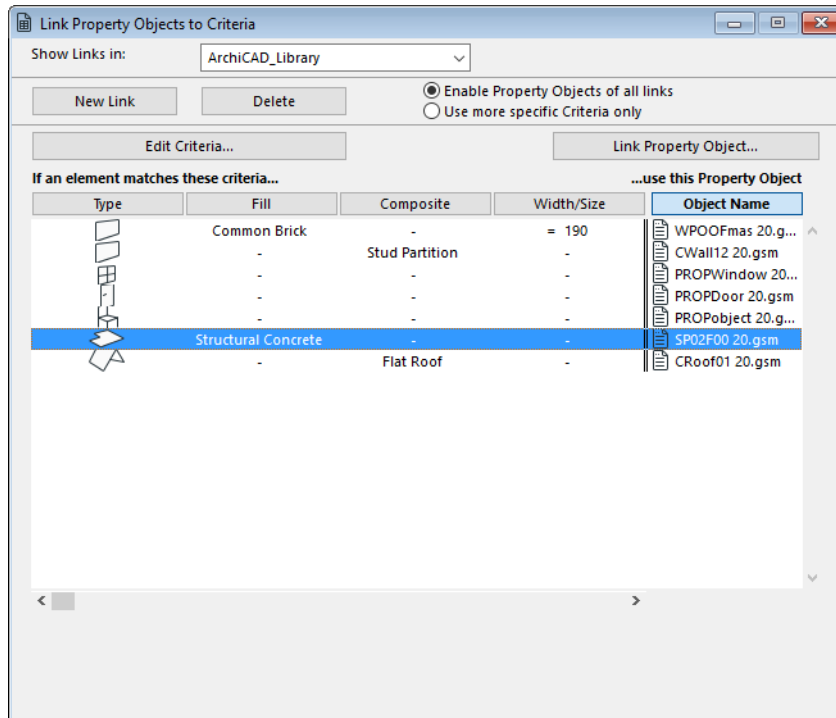 Link Property Objects to Criteria
Show Links in: ArchiCAD_Library
New Link Delete Enable Property Objects of all links
Use more specific Criteria only
Edit Criteria... Link Property Object...
If an element matches these criteria... ...use this Property Object
Type Fill Composite Width/Size Object Name
Common Brick - = 190 WPOOFmas 20.g...
- Stud Partition - CWall12 20.gsm
- - - PROPWindow 20...
- - - PROPDoor 20.gsm
- - - PROPobject 20.g...
Structural Concrete - - SP02F00 20.gsm
- Flat Roof - CRoof01 20.gsm